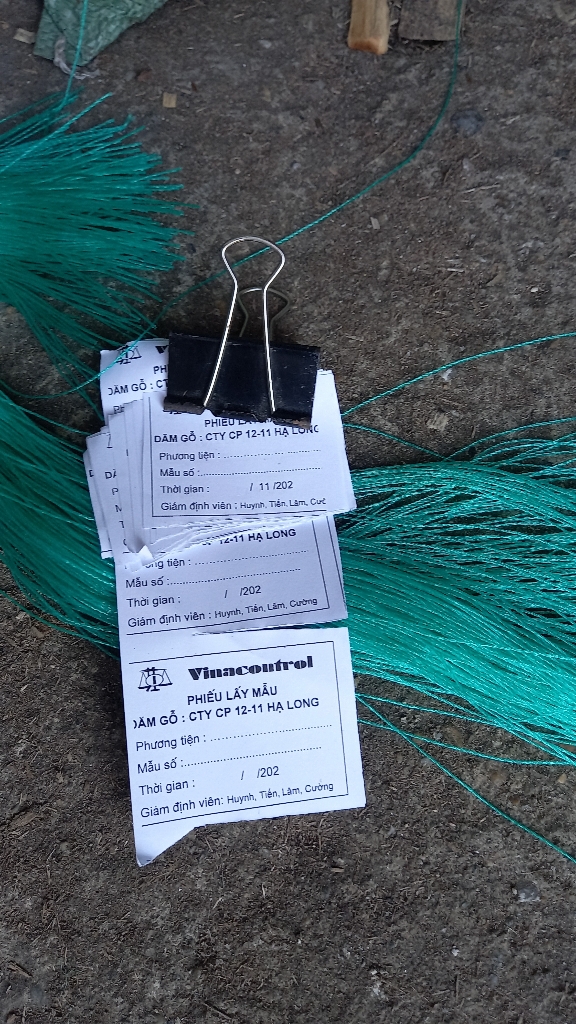 PHIẾU LẤY
DĂM GỖ : CTY CP 12-11 HẠ LONG
Phương tiện :
Mẫu số :
Thời gian : / 11 /202
Giám định viên : Huynh, Tiến, Lâm, Cườ
12-11 HẠ LONG
Mẫu số :
Thời gian : / /202
Giám định viên : Huynh, Tiến, Lâm, Cường
Vinacontrol
PHIẾU LẤY MẪU
DĂM GỖ : CTY CP 12-11 HẠ LONG
Phương tiện :
Mẫu số :
Thời gian : / /202
Giám định viên: Huynh, Tiến, Lâm, Cường